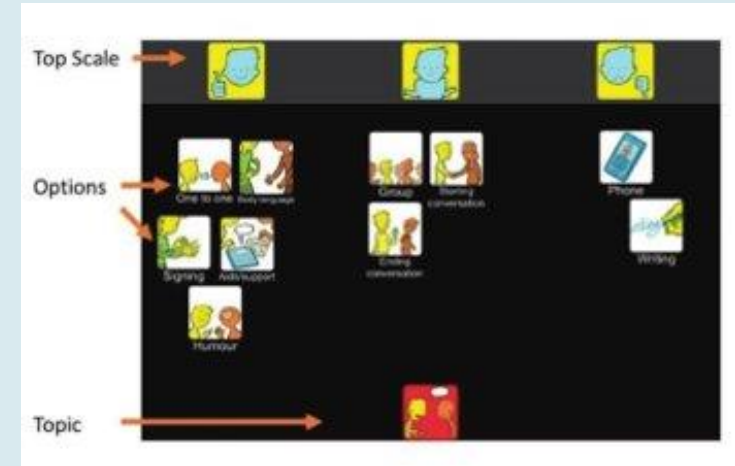 Top Scale
Options
One to one
Body language
Group
Starting
conversation
Phone
Signing
Aids/support
Ending
conversation
Writing
Humour
Topic